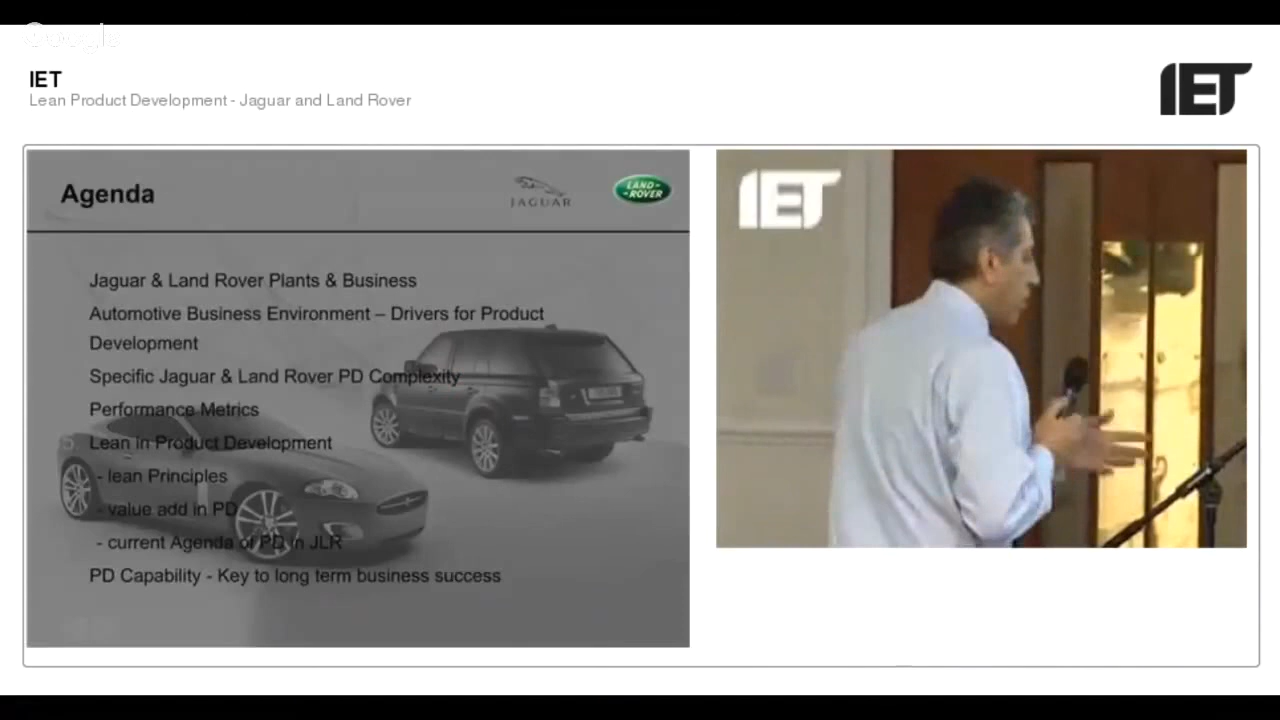 Google
IET
Lean Product Development - Jaguar and Land Rover
IET
Agenda
JAGUAR
LAND-
-ROVER
IET
Jaguar & Land Rover Plants & Business
Automotive Business Environment – Drivers for Product
Development
Specific Jaguar & Land Rover PD Complexity
Performance Metrics
Lean in Product Development
- lean Principles
- value add in PD
- current Agenda of PD in JLR
PD Capability - Key to long term business success